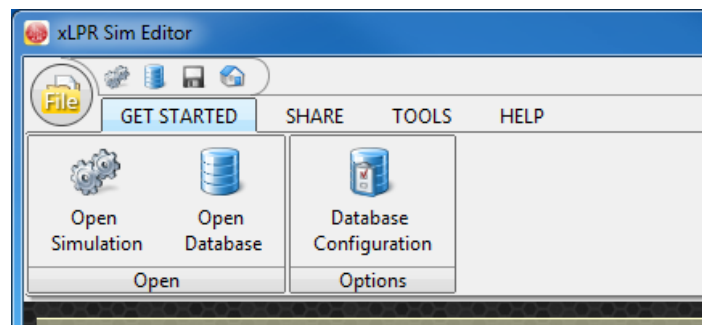 xLPR Sim Editor
File
GET STARTED SHARE TOOLS HELP
Open
Simulation
Open
Database
Database
Configuration
Open
Options